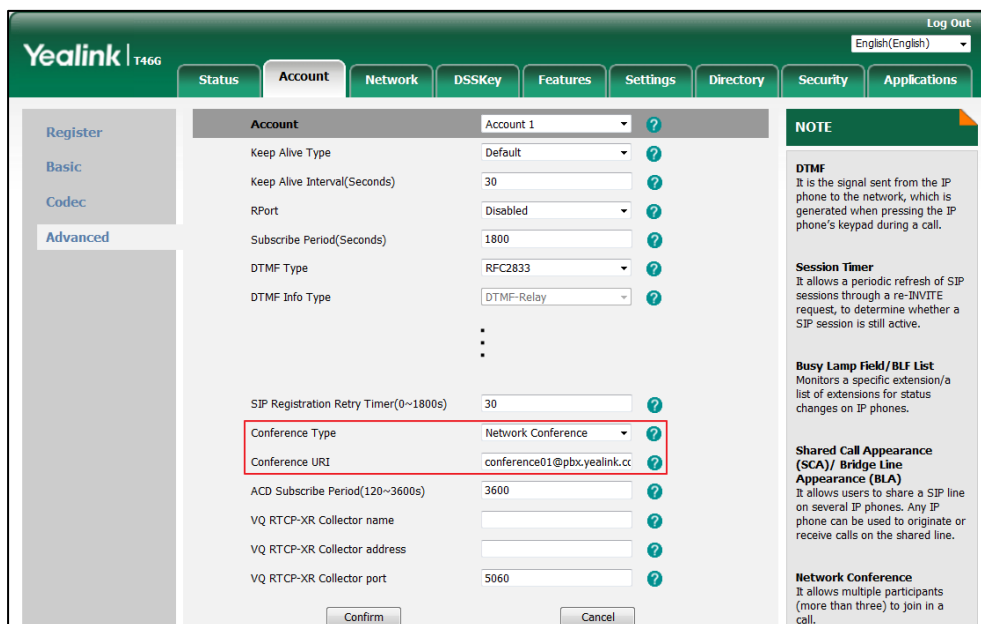 Log Out
Yealink T46G
English(English)
Status Account Network DSSKey Features Settings Directory Security Applications
Register
Basic
Codec
Advanced
Account Account 1 ?
Keep Alive Type Default ?
Keep Alive Interval(Seconds) 30 ?
RPort Disabled ?
Subscribe Period(Seconds) 1800 ?
DTMF Type RFC2833 ?
DTMF Info Type DTMF-Relay ?
SIP Registration Retry Timer(0~1800s) 30 ?
Conference Type Network Conference ?
Conference URI conference01@pbx.yealink.cc ?
ACD Subscribe Period(120~3600s) 3600 ?
VQ RTCP-XR Collector name ?
VQ RTCP-XR Collector address ?
VQ RTCP-XR Collector port 5060 ?
Confirm Cancel
NOTE
DTMF
It is the signal sent from the IP
phone to the network, which is
generated when pressing the IP
phone's keypad during a call.
Session Timer
It allows a periodic refresh of SIP
sessions through a re-INVITE
request, to determine whether a
SIP session is still active.
Busy Lamp Field/BLF List
Monitors a specific extension/a
list of extensions for status
changes on IP phones.
Shared Call Appearance
(SCA)/ Bridge Line
Appearance (BLA)
It allows users to share a SIP line
on several IP phones. Any IP
phone can be used to originate or
receive calls on the shared line.
Network Conference
It allows multiple participants
(more than three) to join in a
call.